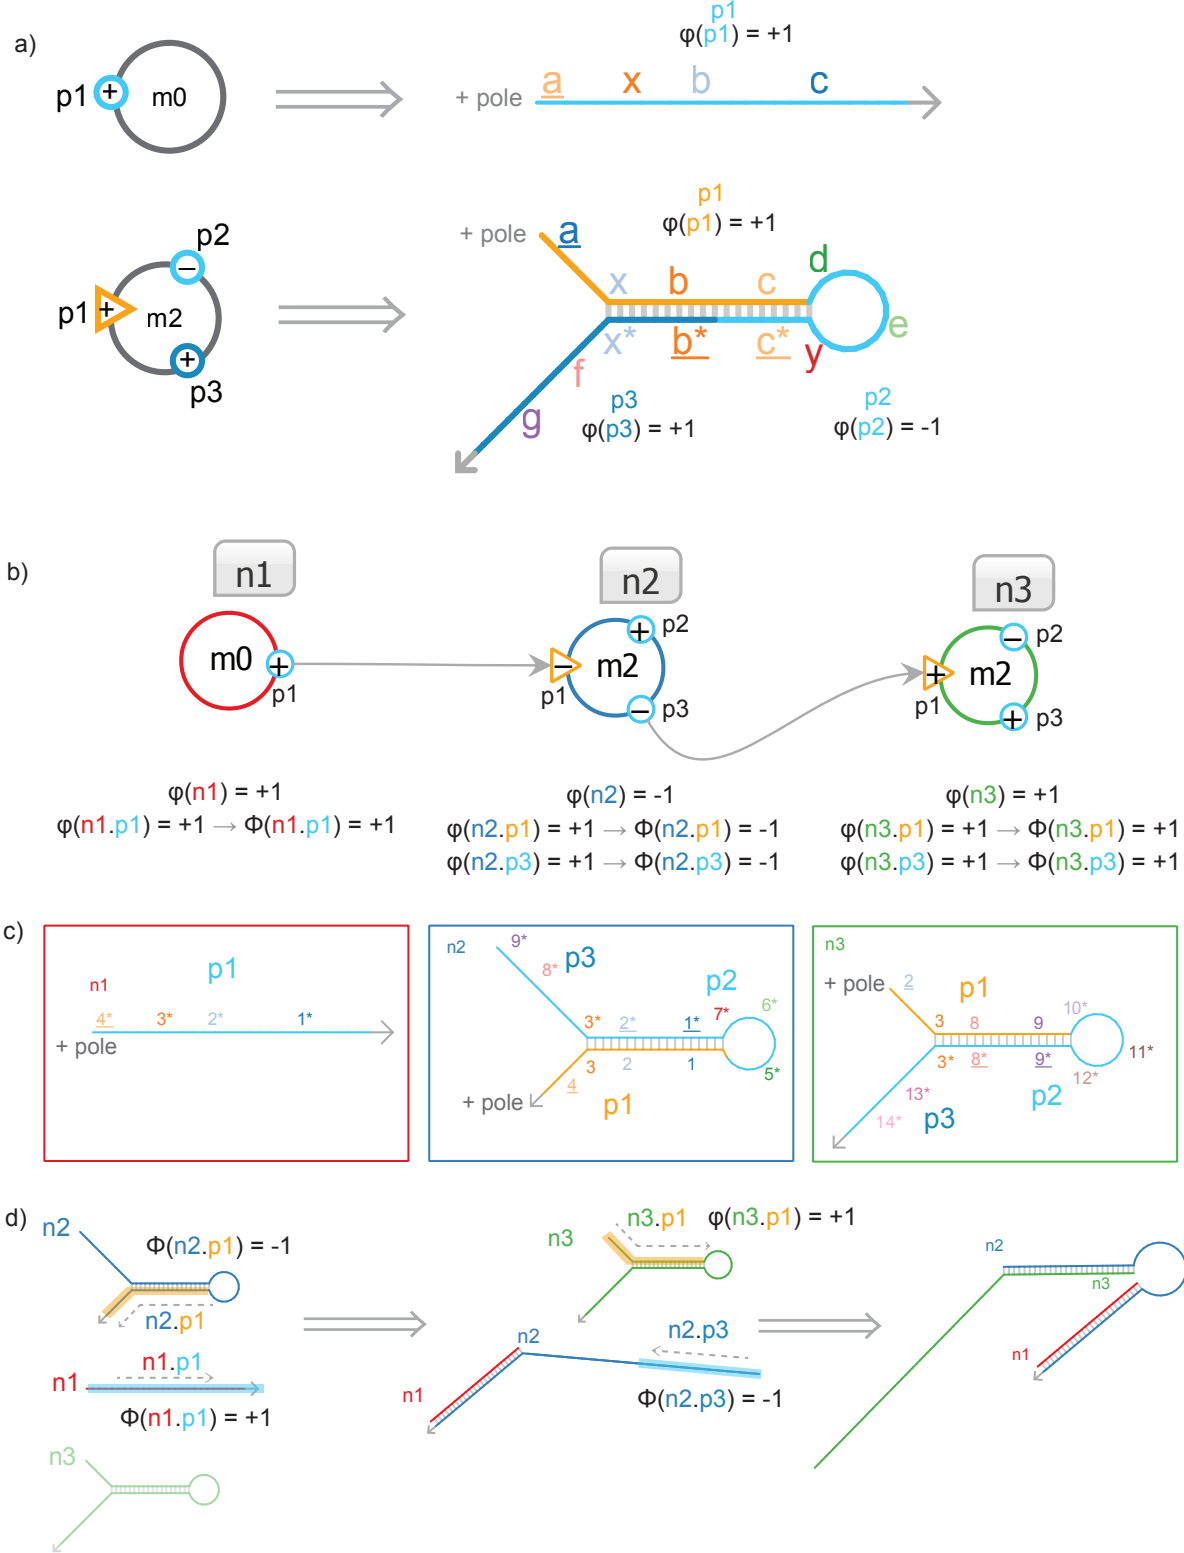 a)
p1
φ(p1) = +1
p1
+
m0
+ pole
a
x
b
c
p2
−
p1
+
m2
+
p3
p1
φ(p1) = +1
+ pole
a
x
b
c
d
e
x*
b*
c*
y
f
g
p3
φ(p3) = +1
p2
φ(p2) = -1
b)
n1
n2
n3
m0
+
p1
+
p2
−
m2
p1
−
p3
−
p2
+
m2
p1
+
p3
φ(n1) = +1
φ(n1.p1) = +1 → Φ(n1.p1) = +1
φ(n2) = -1
φ(n2.p1) = +1 → Φ(n2.p1) = -1
φ(n2.p3) = +1 → Φ(n2.p3) = -1
φ(n3) = +1
φ(n3.p1) = +1 → Φ(n3.p1) = +1
φ(n3.p3) = +1 → Φ(n3.p3) = +1
c)
p1
n1
4* 3* 2* 1*
+ pole
n2
9*
8*
p3
p2
3* 2* 1* 7*
6*
3 2 1
5*
4
+ pole
p1
n3
+ pole
2
p1
3 8 9 10*
3* 8* 9*
11*
12*
13*
p2
14*
p3
d)
n2
Φ(n2.p1) = -1
n2.p1
n1.p1
n1
Φ(n1.p1) = +1
n3
n3.p1
φ(n3.p1) = +1
n3
n2
n2.p3
n1
Φ(n2.p3) = -1
n2
n3
n1